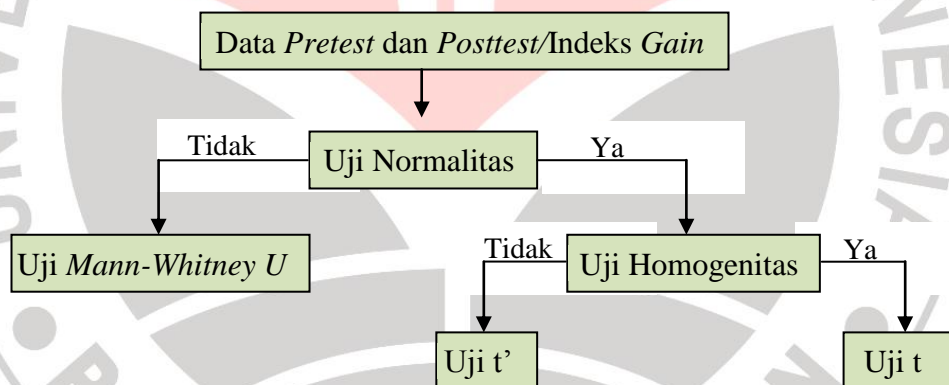 Data Pretest dan Posttest/Indeks Gain
Tidak
Uji Normalitas
Ya
Uji Mann-Whitney U
Tidak
Uji Homogenitas
Ya
Uji t’
Uji t